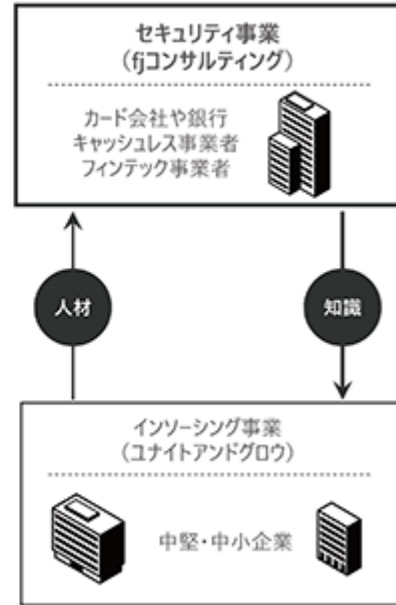 セキュリティ事業
(fjコンサルティング)
カード会社や銀行
キャッシュレス事業者
フィンテック事業者
人材
知識
インソーシング事業
(ユナイトアンドグロウ)
中堅・中小企業